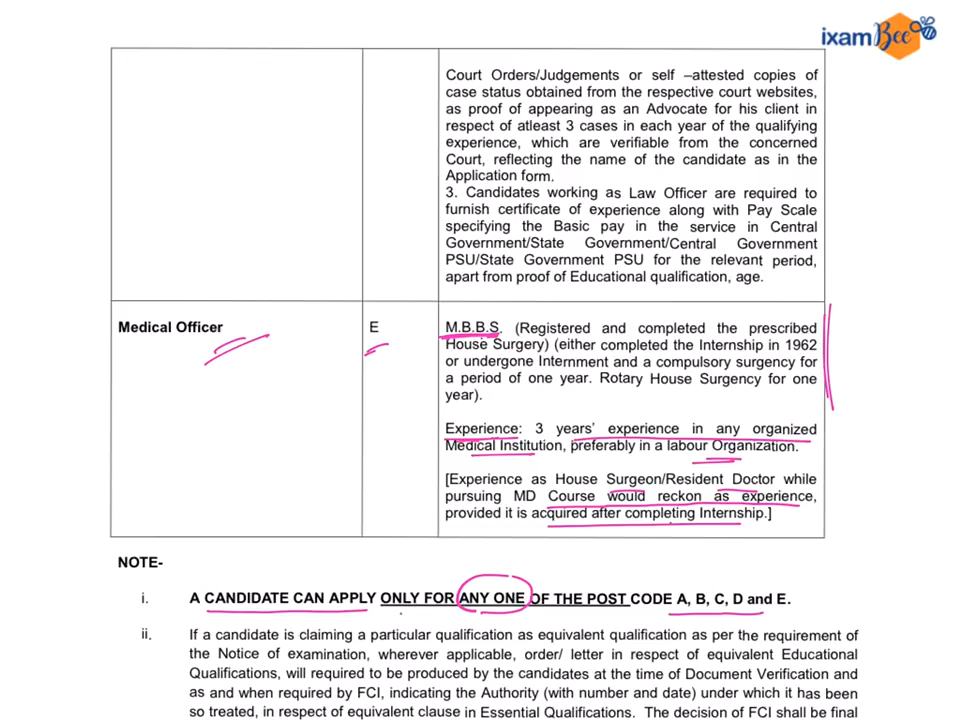 ixamBee
Court Orders/Judgements or self –attested copies of
case status obtained from the respective court websites,
as proof of appearing as an Advocate for his client in
respect of atleast 3 cases in each year of the qualifying
experience, which are verifiable from the concerned
Court, reflecting the name of the candidate as in the
Application form.
3. Candidates working as Law Officer are required to
furnish certificate of experience along with Pay Scale
specifying the Basic pay in the service in Central
Government/State Government/Central Government
PSU/State Government PSU for the relevant period,
apart from proof of Educational qualification, age.
Medical Officer
E
M.B.B.S. (Registered and completed the prescribed
House Surgery) (either completed the Internship in 1962
or undergone Internment and a compulsory surgency for
a period of one year. Rotary House Surgency for one
year).
Experience: 3 years' experience in any organized
Medical Institution, preferably in a labour Organization.
[Experience as House Surgeon/Resident Doctor while
pursuing MD Course would reckon as experience,
provided it is acquired after completing Internship.]
NOTE-
i. A CANDIDATE CAN APPLY ONLY FOR ANY ONE OF THE POST CODE A, B, C, D and E.
ii. If a candidate is claiming a particular qualification as equivalent qualification as per the requirement of
the Notice of examination, wherever applicable, order/ letter in respect of equivalent Educational
Qualifications, will required to be produced by the candidates at the time of Document Verification and
as and when required by FCI, indicating the Authority (with number and date) under which it has been
so treated, in respect of equivalent clause in Essential Qualifications. The decision of FCI shall be final